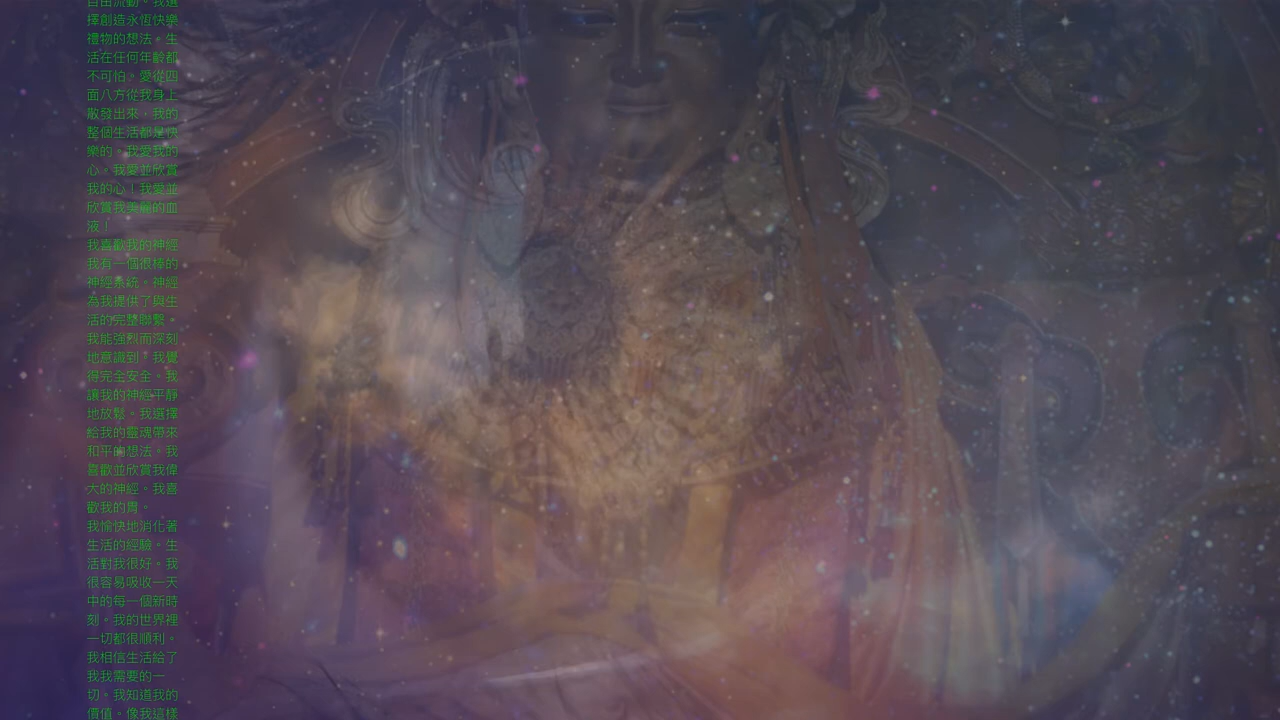 自由流動。我選
擇創造永恆快樂
禮物的想法。生
活在任何年齡都
不可怕。愛從四
面八方從我身上
散發出來，我的
整個生活都是快
樂的。我愛我的
心。我愛並欣賞
我的心！我愛並
欣賞我美麗的血
液！
我喜歡我的神經
我有一個很棒的
神經系統。神經
為我提供了與生
活的完整聯繫。
我能強烈而深刻
地意識到，我覺
得完全安全。我
讓我的神經平靜
地放鬆。我選擇
給我的靈魂帶來
和平的想法。我
喜歡並欣賞我偉
大的神經。我喜
歡我的胃。
我愉快地消化著
生活的經驗。生
活對我很好。我
很容易吸收一天
中的每一個新時
刻。我的世界裡
一切都很順利。
我相信生活給了
我我需要的一
切。我知道我的
價值。像我這樣